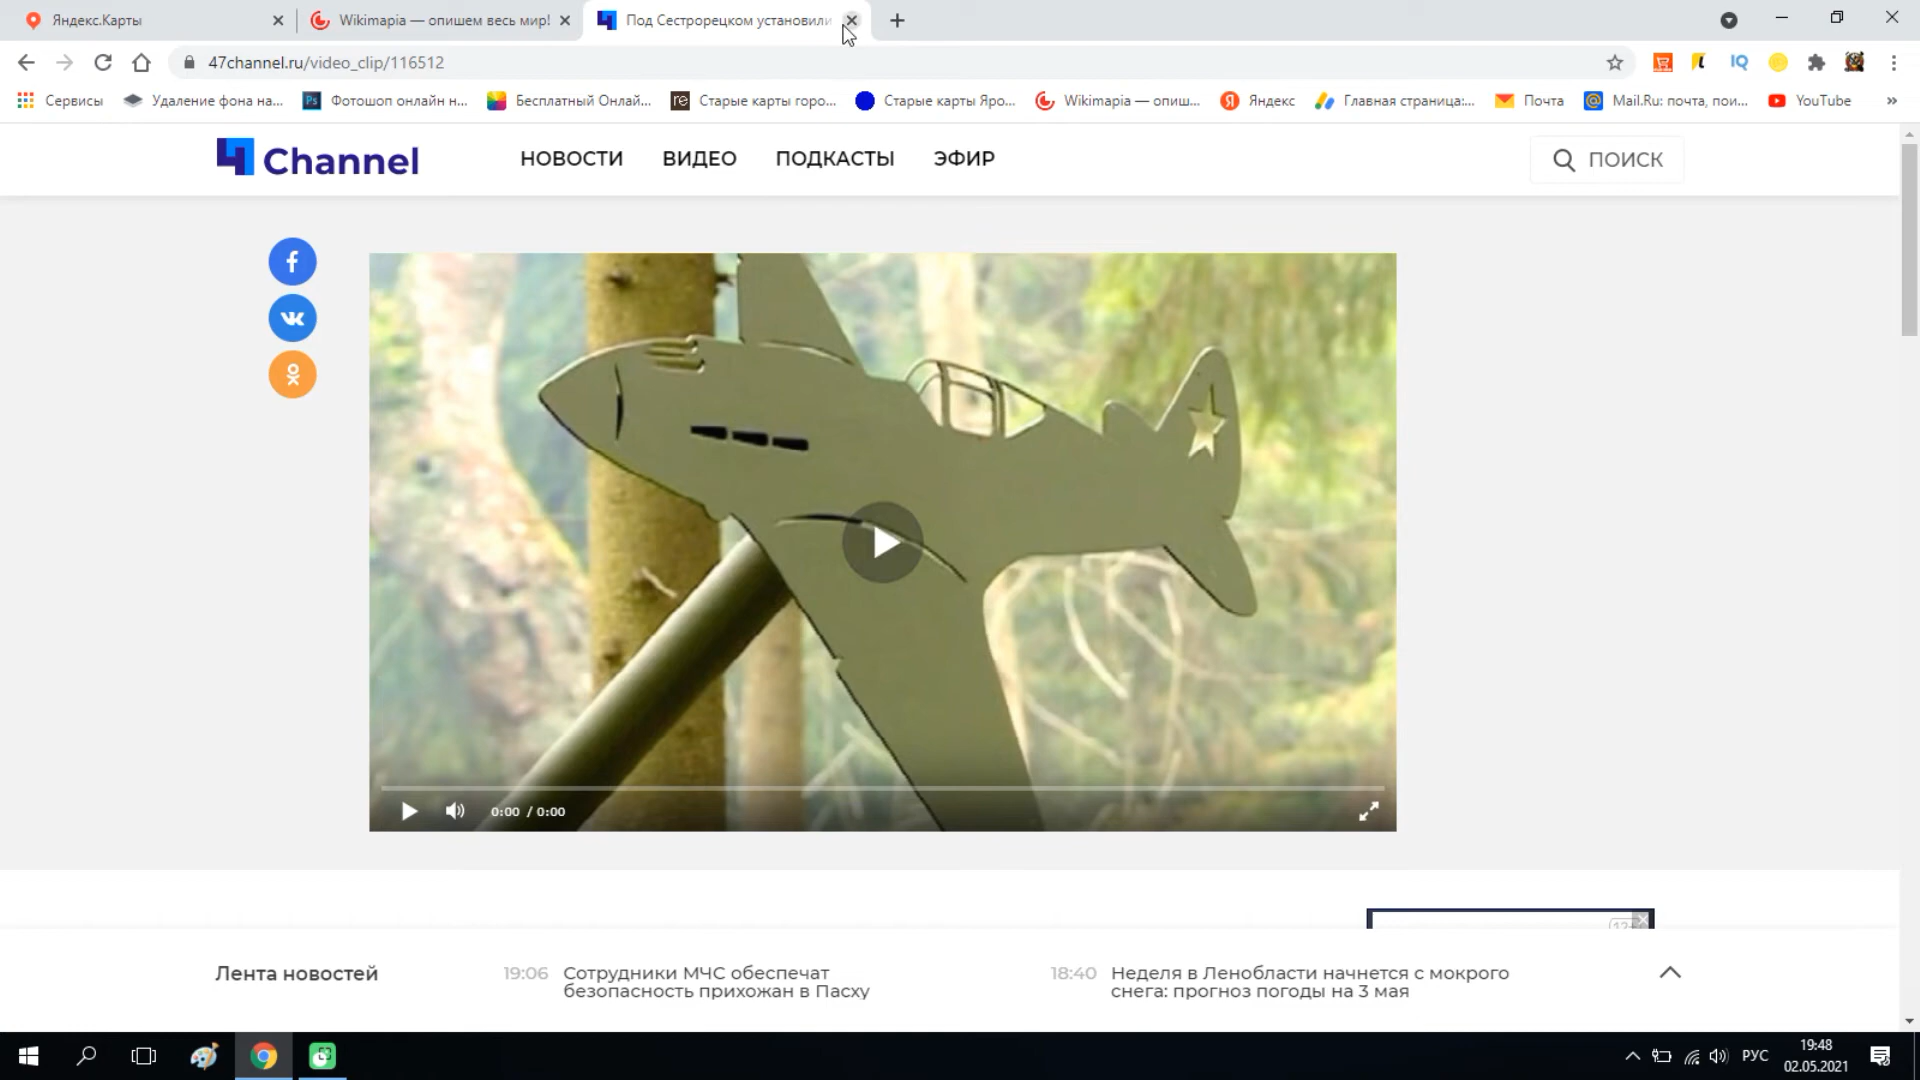 Яндекс.Карты
Wikimapia — опишем весь мир!
Под Сестрорецком установили
47channel.ru/video_clip/116512
Сервисы
Удаление фона на...
Фотошоп онлайн н...
Бесплатный Онлай...
Старые карты горо...
Старые карты Яро...
Wikimapia — опиш...
Яндекс
Главная страница:...
Почта
Mail.Ru: почта, пои...
YouTube
Channel
НОВОСТИ
ВИДЕО
ПОДКАСТЫ
ЭФИР
ПОИСК
0:00 / 0:00
Лента новостей
19:06
Сотрудники МЧС обеспечат
безопасность прихожан в Пасху
18:40
Неделя в Ленобласти начнется с мокрого
снега: прогноз погоды на 3 мая
РУС
19:48
02.05.2021